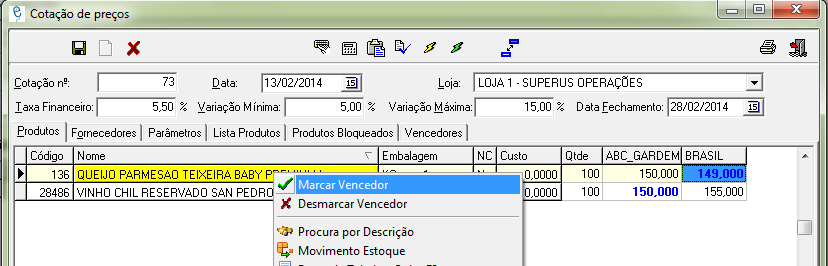 Cotação de preços
Cotação nº: 73 Data: 13/02/2014 15 Loja: LOJA 1 - SUPERUS OPERAÇÕES
Taxa Financeiro: 5,50 % Variação Mínima: 5,00 % Variação Máxima: 15,00 % Data Fechamento: 28/02/2014 15
Produtos Fornecedores Parâmetros Lista Produtos Produtos Bloqueados Vencedores
Código Nome Embalagem NC Custo Qtde ABC_GARDEM BRASIL
136 QUEIJO PARMESAO TEIXEIRA BABY 0,0000 100 150,000 149,000
Marcar Vencedor
28486 VINHO CHIL RESERVADO SAN PEDRO 0,0000 100 150,000 155,000
Desmarcar Vencedor
Procura por Descrição
Movimento Estoque